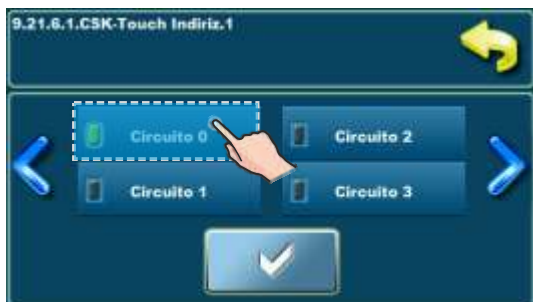 9.21.6.1.CSK-Touch Indiriz.1
Circuito 0
Circuito 2
Circuito 1
Circuito 3